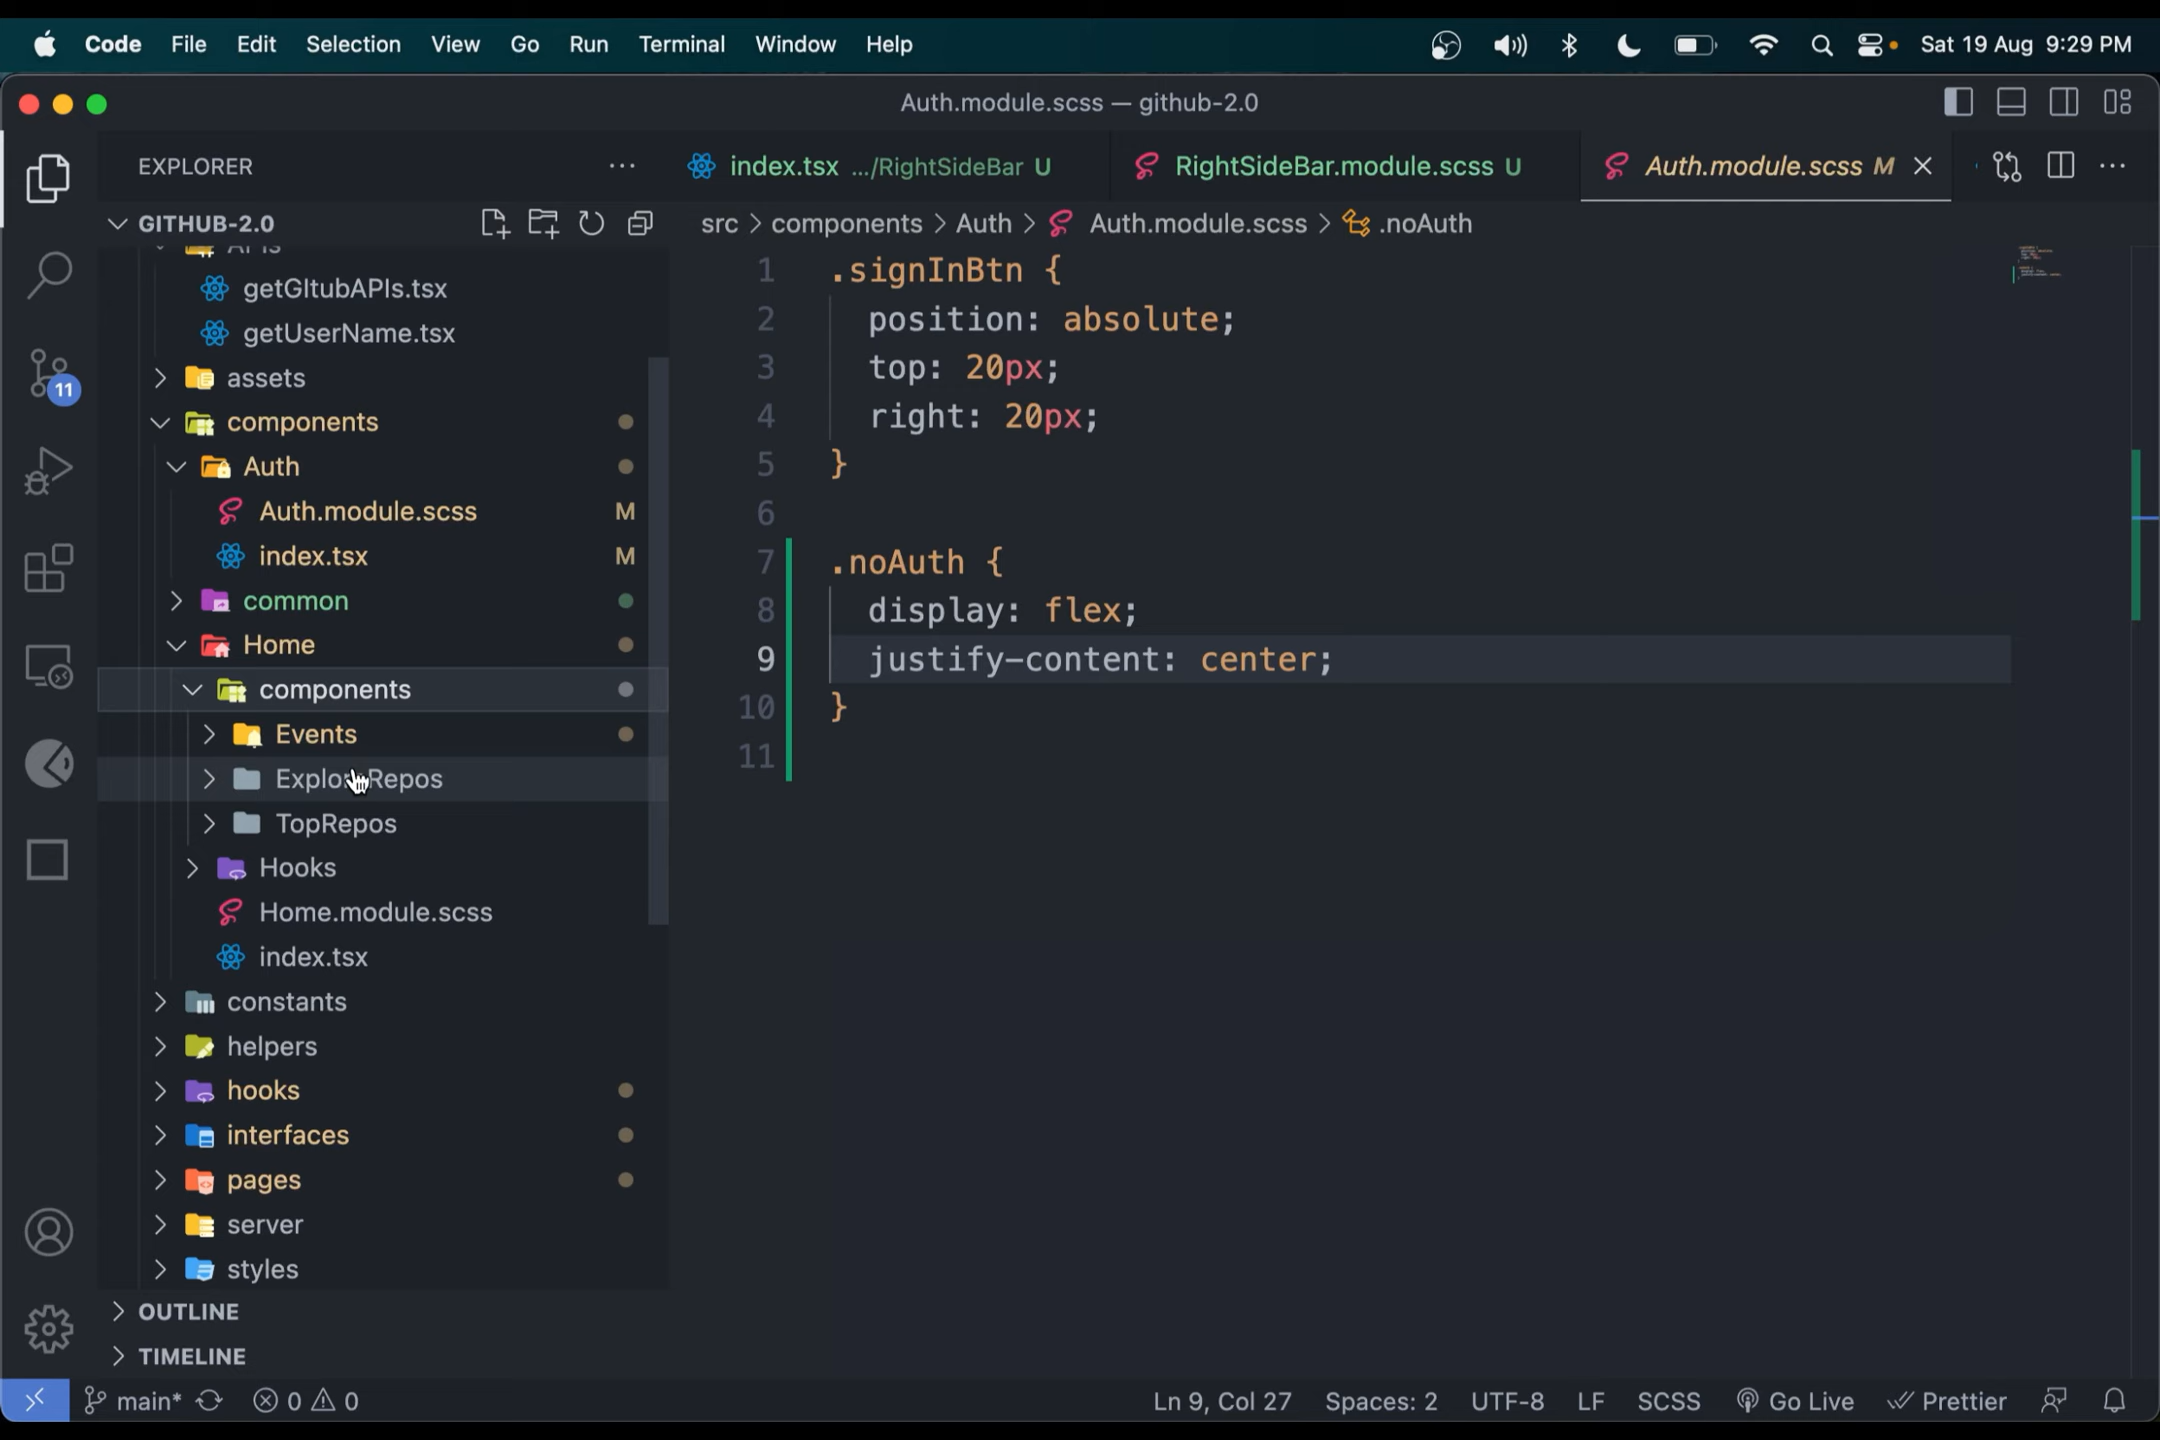 Code File Edit Selection View Go Run Terminal Window Help Sat 19 Aug 9:29 PM
Auth.module.scss — github-2.0
EXPLORER
index.tsx .../RightSideBar U
RightSideBar.module.scss U
Auth.module.scss M
GITHUB-2.0
src > components > Auth > Auth.module.scss > .noAuth
APIs
getGItubAPIs.tsx
getUserName.tsx
assets
components
Auth
Auth.module.scss M
index.tsx M
common
Home
components
Events
TopRepos
Hooks
Home.module.scss
index.tsx
constants
helpers
hooks
interfaces
pages
server
styles
OUTLINE
TIMELINE
11
1 .signInBtn {
2 position: absolute;
3 top: 20px;
4 right: 20px;
5 }
6
7 .noAuth {
8 display: flex;
9 justify-content: center;
10 }
11
main* 0 0 Ln 9, Col 27 Spaces: 2 UTF-8 LF SCSS Go Live Prettier